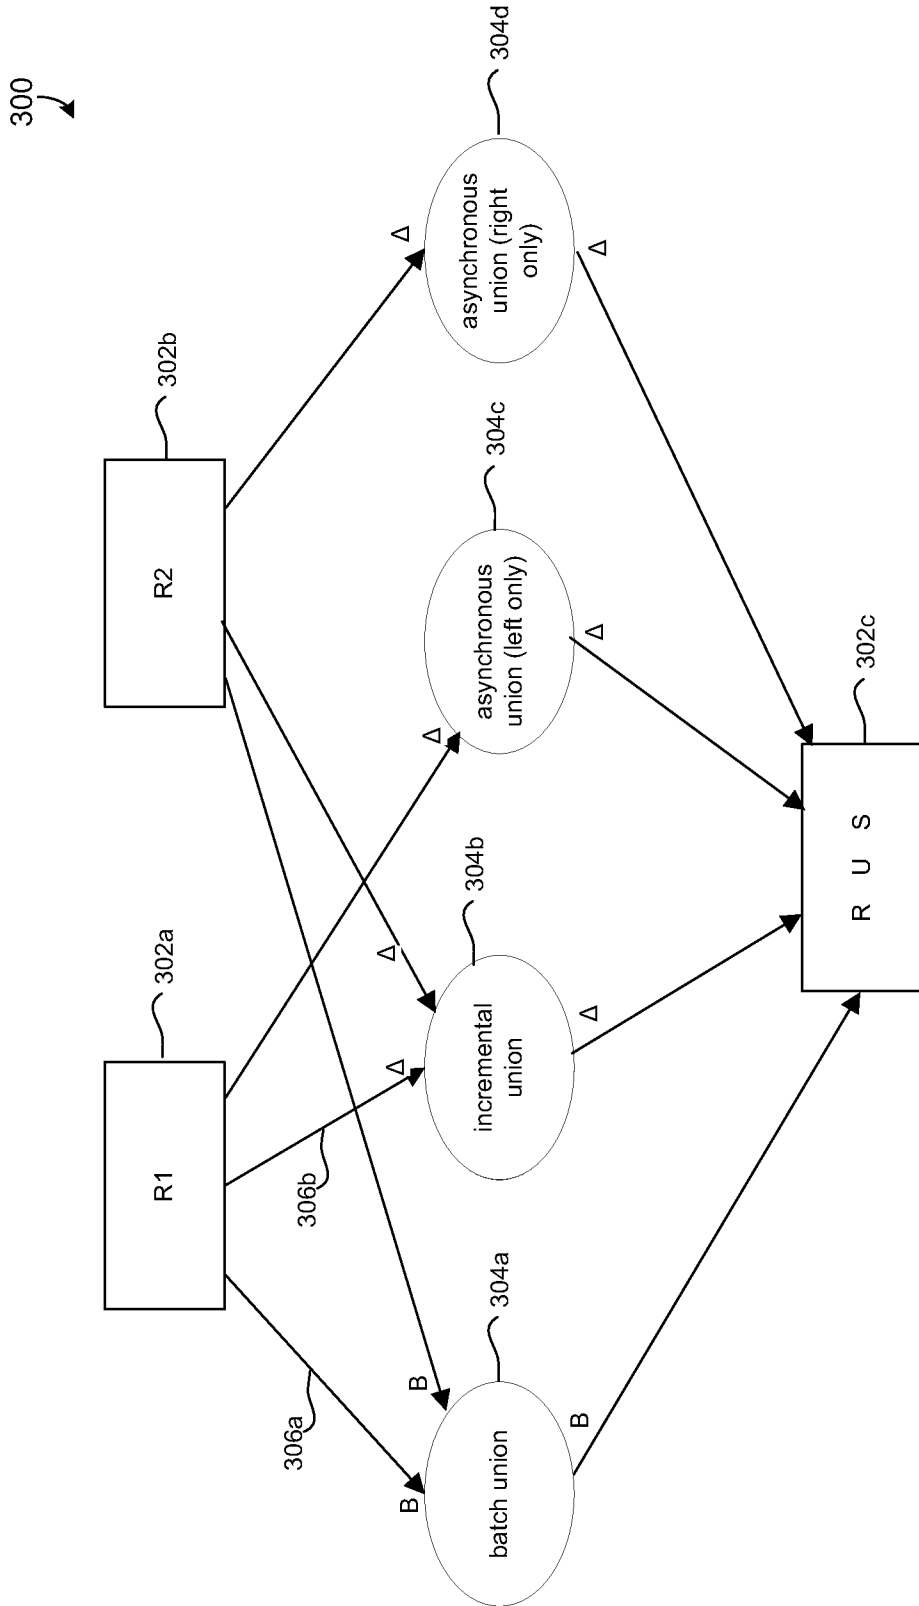 300
302a
302b
R1
R2
306a
306b
B
B
Δ
Δ
Δ
Δ
batch union
304a
incremental
union
304b
asynchronous
union (left only)
304c
asynchronous
union (right
only)
304d
B
Δ
Δ
Δ
R U S
302c